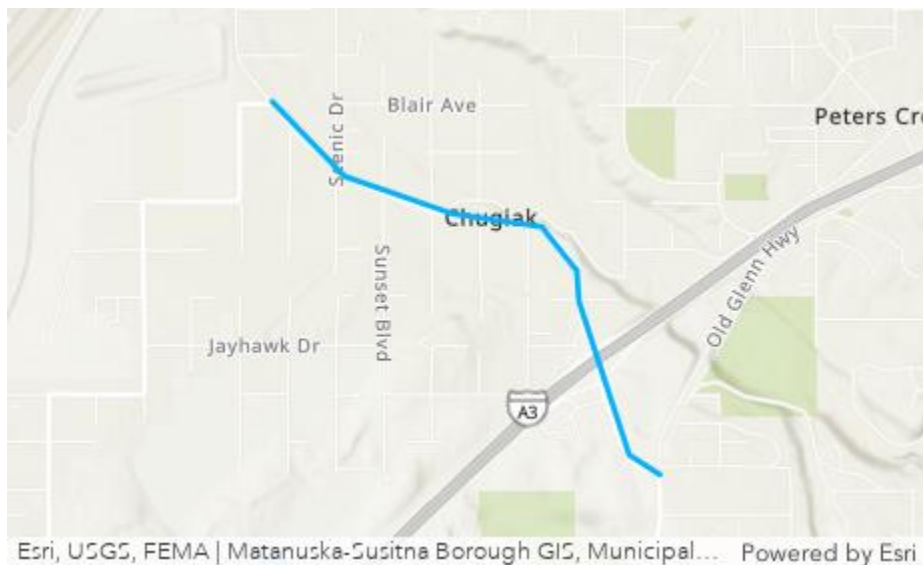 Blair Ave
Scenic Dr
Peters Cre
Chugiak
Sunset Blvd
Old Glenn Hwy
Jayhawk Dr
A3
Esri, USGS, FEMA | Matanuska-Susitna Borough GIS, Municipal... Powered by Esri